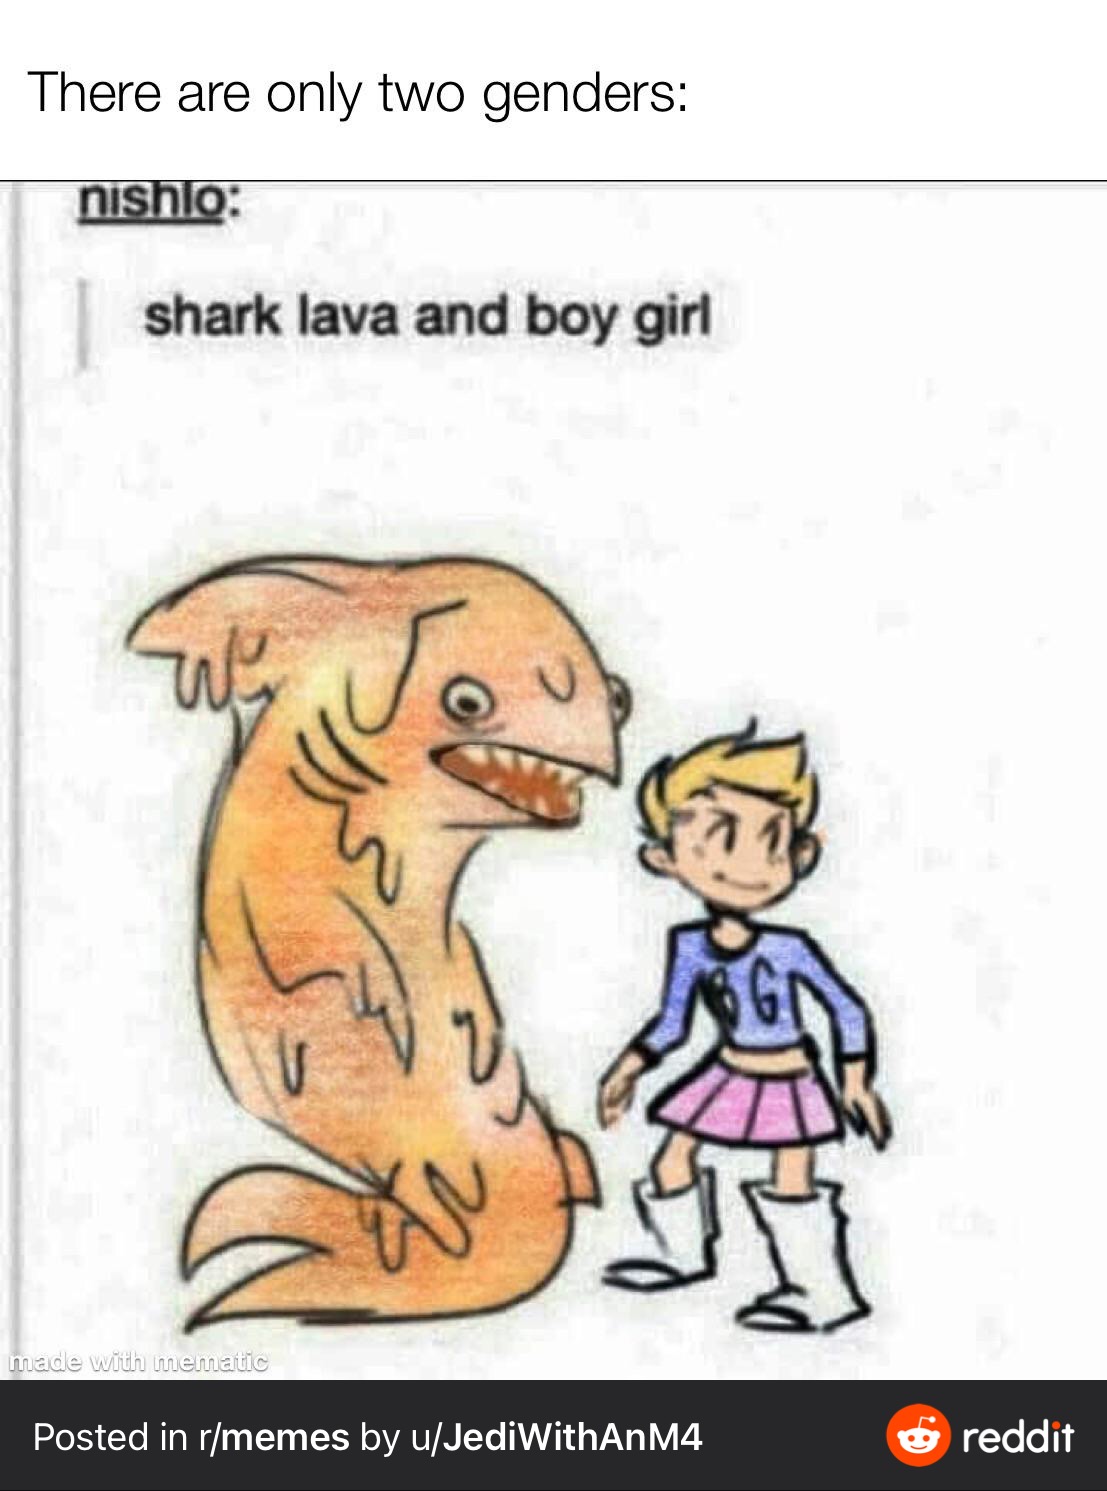 There are only two genders:
nishlo:
shark lava and boy girl
BG
made with mematic
Posted in r/memes by u/JediWithAnM4
reddit